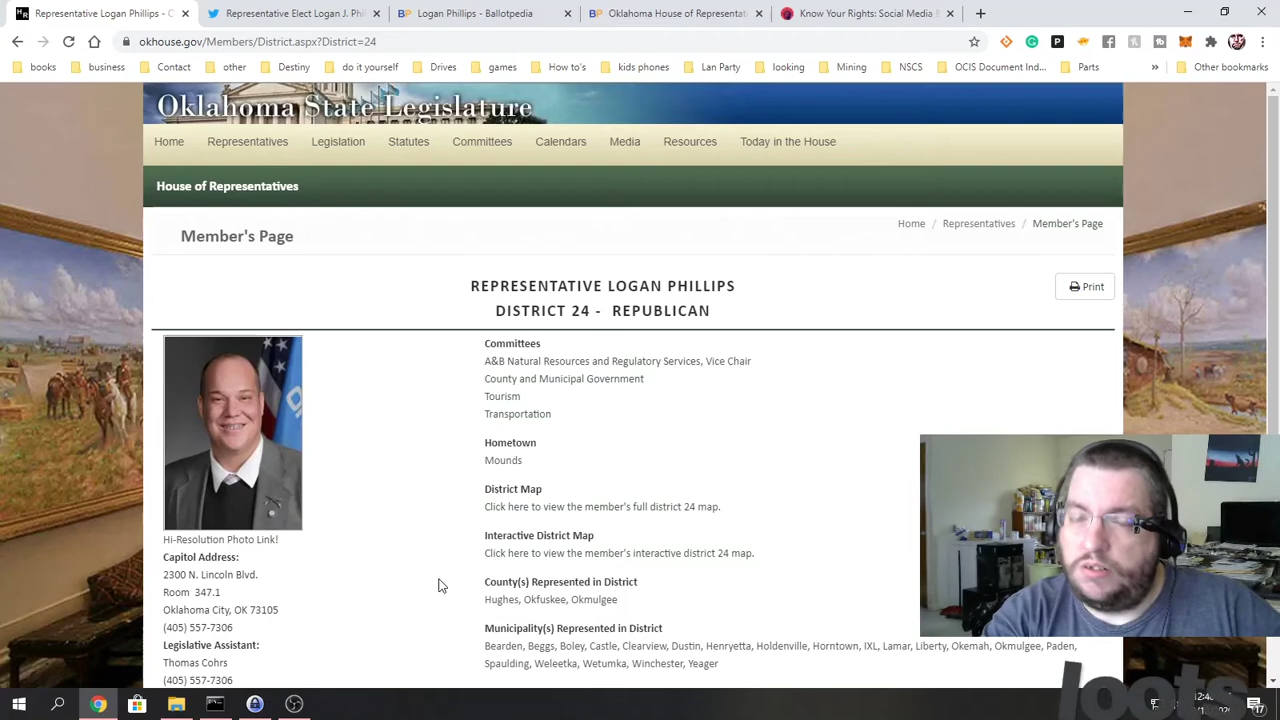 Representative Logan Phillips - C
Representative Elect Logan J. Phil
Logan Phillips - Ballotpedia
Oklahoma House of Representat
Know Your Rights: Social Media B
okhouse.gov/Members/District.aspx?District=24
books
business
Contact
other
Destiny
do it yourself
Drives
games
How to's
kids phones
Lan Party
looking
Mining
NSCS
OCIS Document Ind...
Parts
Other bookmarks
Oklahoma State Legislature
Home Representatives Legislation Statutes Committees Calendars Media Resources Today in the House
House of Representatives
Home / Representatives / Member's Page
Member's Page
REPRESENTATIVE LOGAN PHILLIPS
DISTRICT 24 - REPUBLICAN
Print
Committees
A&B Natural Resources and Regulatory Services, Vice Chair
County and Municipal Government
Tourism
Transportation
Hometown
Mounds
District Map
Click here to view the member's full district 24 map.
Interactive District Map
Click here to view the member's interactive district 24 map.
County(s) Represented in District
Hughes, Okfuskee, Okmulgee
Municipality(s) Represented in District
Bearden, Beggs, Boley, Castle, Clearview, Dustin, Henryetta, Holdenville, Horntown, IXL, Lamar, Liberty, Okemah, Okmulgee, Paden,
Spaulding, Weleetka, Wetumka, Winchester, Yeager
Hi-Resolution Photo Link!
Capitol Address:
2300 N. Lincoln Blvd.
Room 347.1
Oklahoma City, OK 73105
(405) 557-7306
Legislative Assistant:
Thomas Cohrs
(405) 557-7306
loots